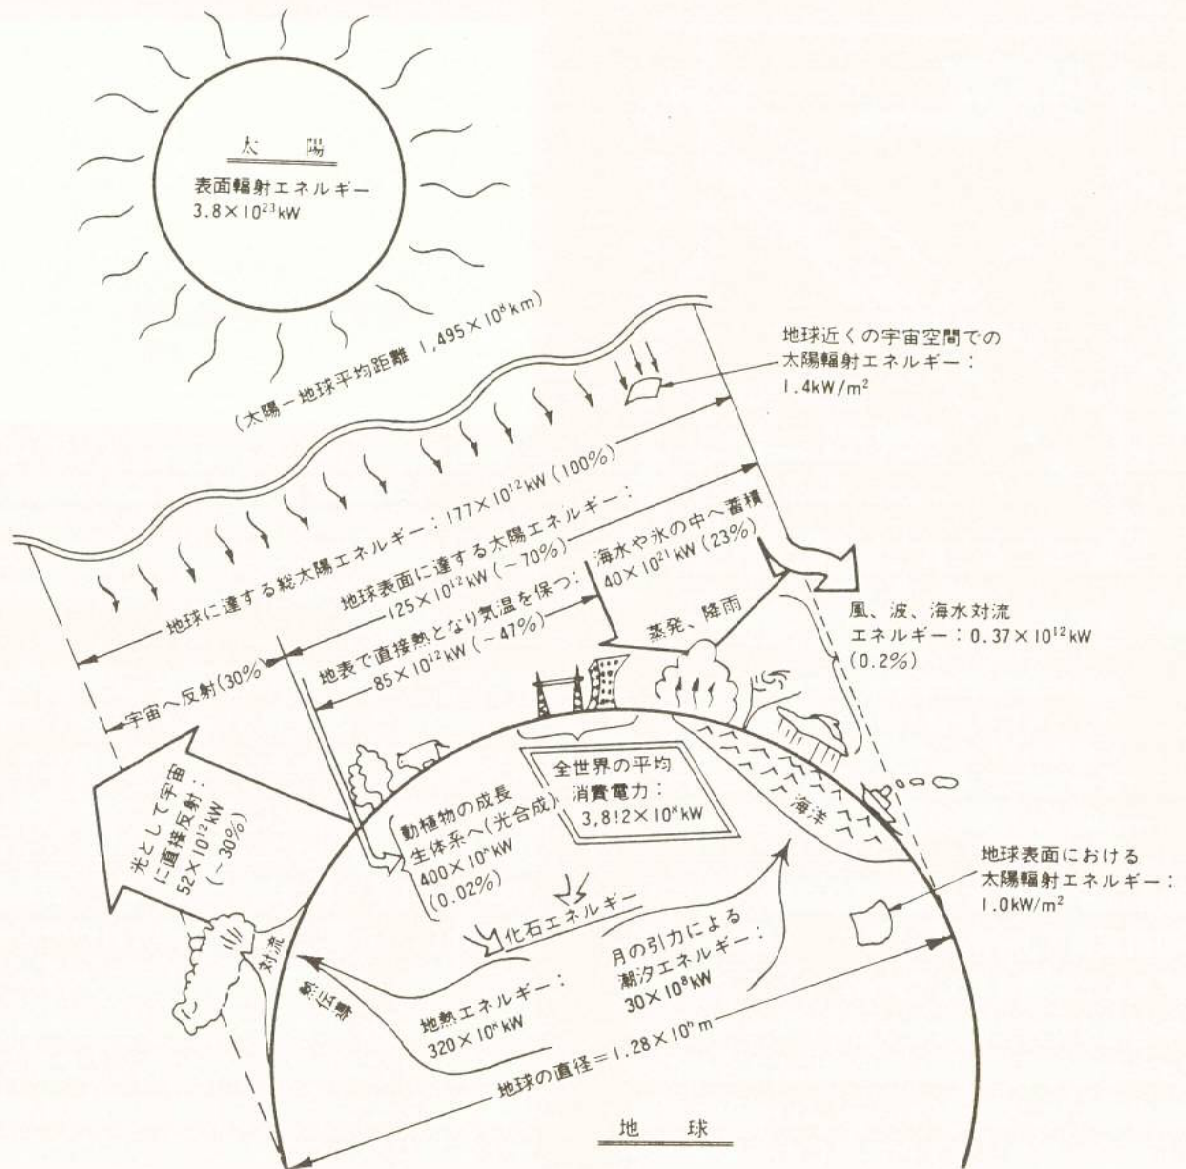 太　陽
表面輻射エネルギー
3.8×10²³kW
(太陽－地球平均距離 1,495×10⁸km)
地球近くの宇宙空間での
太陽輻射エネルギー：
1.4kW/m²
地球に達する総太陽エネルギー：177×10¹²kW(100%)
地球表面に達する太陽エネルギー：
125×10¹²kW(~70%)
海水や氷の中へ蓄積
40×10²¹kW(23%)
地表で直接熱となり気温を保つ：
85×10¹²kW(~47%)
宇宙へ反射(30%)
蒸発、降雨
風、波、海水対流
エネルギー：0.37×10¹²kW
(0.2%)
光として宇宙
に直接反射：
52×10¹²kW
(~30%)
動植物の成長
生体系へ(光合成)
400×10 kW
(0.02%)
全世界の平均
消費電力：
3,812×10 kW
海洋
地球表面における
太陽輻射エネルギー：
1.0kW/m²
化石エネルギー
対流
熱伝導
地熱エネルギー：
320×10 kW
月の引力による
潮汐エネルギー：
30×10⁸kW
地球の直径＝1.28×10 m
地　球